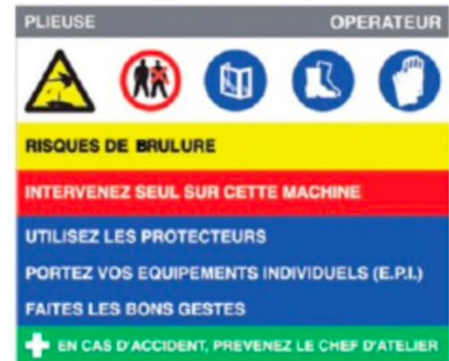 PLIEUSE OPERATEUR
RISQUES DE BRULURE
INTERVENEZ SEUL SUR CETTE MACHINE
UTILISEZ LES PROTECTEURS
PORTEZ VOS EQUIPEMENTS INDIVIDUELS (E.P.I.)
FAITES LES BONS GESTES
EN CAS D'ACCIDENT, PREVENEZ LE CHEF D'ATELIER